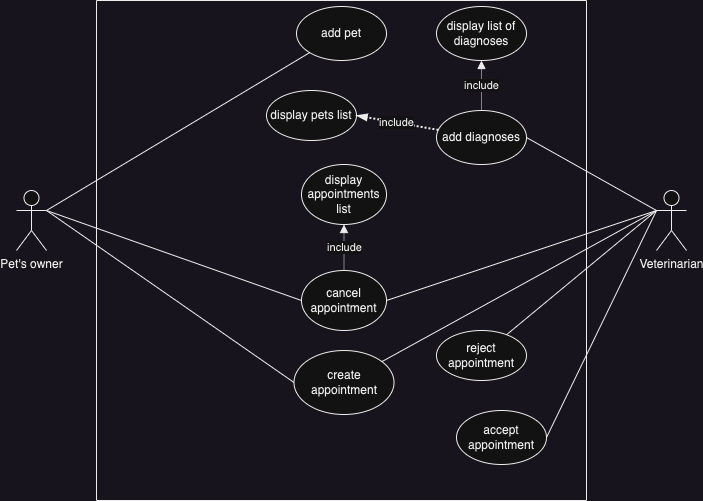 add pet
display list of
diagnoses
display pets list
include
include
add diagnoses
display
appointments
list
include
Pet's owner
Veterinarian
cancel
appointment
reject
appointment
create
appointment
accept
appointment